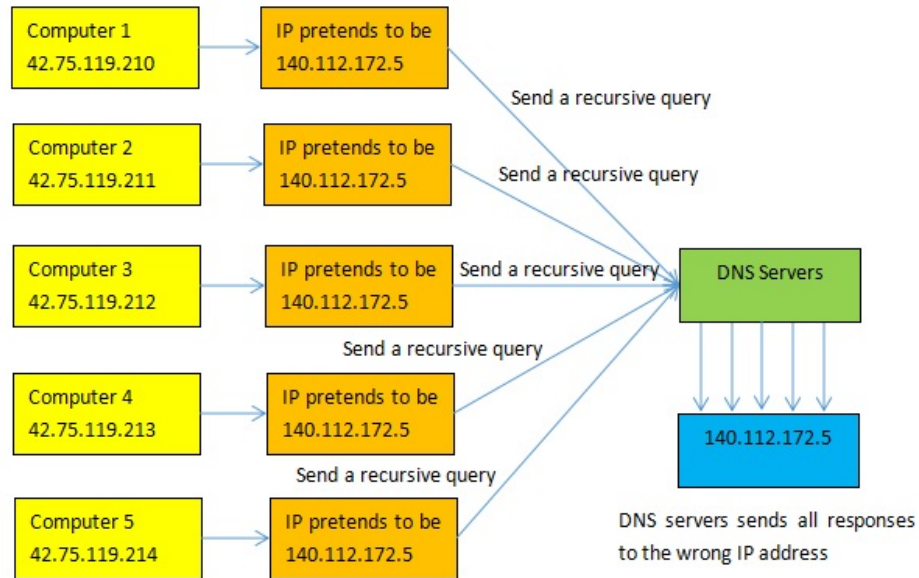 Computer 1
42.75.119.210
IP pretends to be
140.112.172.5
Send a recursive query
Computer 2
42.75.119.211
IP pretends to be
140.112.172.5
Send a recursive query
Computer 3
42.75.119.212
IP pretends to be
140.112.172.5
Send a recursive query
DNS Servers
Computer 4
42.75.119.213
IP pretends to be
140.112.172.5
Send a recursive query
140.112.172.5
Computer 5
42.75.119.214
IP pretends to be
140.112.172.5
Send a recursive query
DNS servers sends all responses
to the wrong IP address